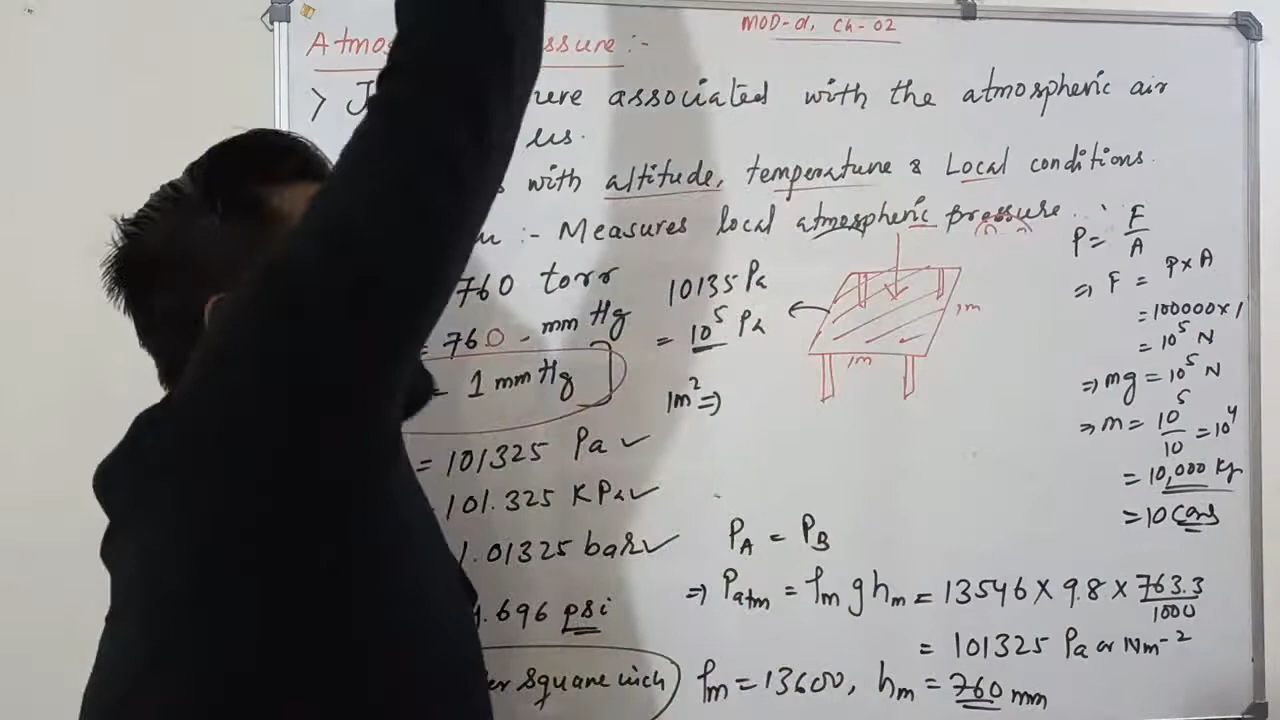 MOD-01, Ch-02
Atmos ssure :-
> ure associated with the atmospheric air
us.
with altitude, temperature & Local conditions.
:- Measures local atmospheric pressure.
760 torr
= 760 mm Hg
= 1 mm Hg
= 101325 Pa ✓
101.325 KPa ✓
1.01325 bar ✓
.696 psi
er square inch
10135 Pa
= 10⁵ Pa
1m² ⇒
1m
1m
P = F/A
⇒ F = P × A
= 100000 × 1
= 10⁵ N
⇒ mg = 10⁵ N
⇒ m = 10⁵/10 = 10⁴
= 10,000 Kg
= 10 Cars
P_A = P_B
⇒ P_atm = ρ_m g h_m = 13546 × 9.8 × 763.3/1000
= 101325 Pa or Nm⁻²
ρ_m = 13600, h_m = 760 mm